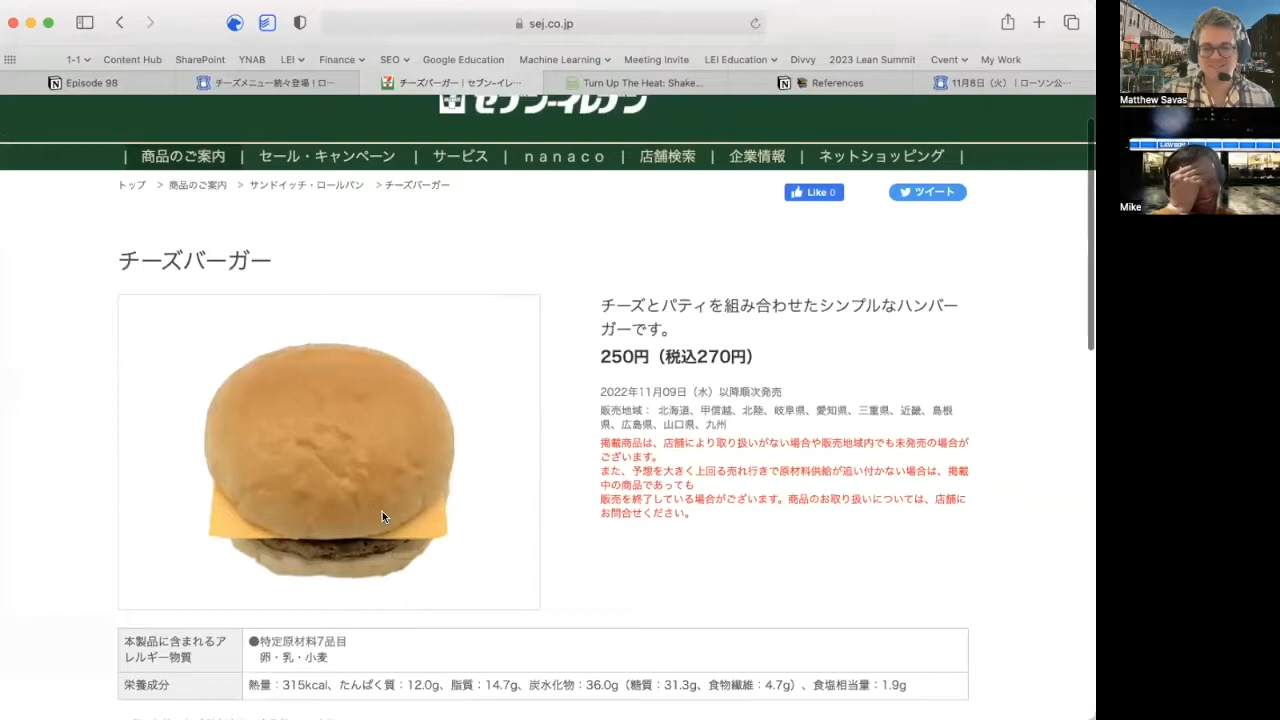 sej.co.jp
1-1 Content Hub SharePoint YNAB LEI Finance SEO Google Education Machine Learning Meeting Invite LEI Education Divvy 2023 Lean Summit Cvent My Work
Episode 98 チーズメニュー続々登場！｜ロー... チーズバーガー｜セブン‐イレ... Turn Up The Heat: Shake... References 11月8日（火）｜ローソン公...
セブン‐イレブン
| 商品のご案内 | セール・キャンペーン | サービス | nanaco | 店舗検索 | 企業情報 | ネットショッピング |
トップ > 商品のご案内 > サンドイッチ・ロールパン > チーズバーガー
Like 0 ツイート
チーズバーガー
チーズとパティを組み合わせたシンプルなハンバー
ガーです。
250円（税込270円）
2022年11月09日（水）以降順次発売
販売地域： 北海道、甲信越、北陸、岐阜県、愛知県、三重県、近畿、島根
県、広島県、山口県、九州
掲載商品は、店舗により取り扱いがない場合や販売地域内でも未発売の場合が
ございます。
また、予想を大きく上回る売れ行きで原材料供給が追い付かない場合は、掲載
中の商品であっても
販売を終了している場合がございます。商品のお取り扱いについては、店舗に
お問合せください。
本製品に含まれるア
レルギー物質
●特定原材料7品目
卵・乳・小麦
栄養成分 熱量：315kcal、たんぱく質：12.0g、脂質：14.7g、炭水化物：36.0g（糖質：31.3g、食物繊維：4.7g）、食塩相当量：1.9g
Matthew Savas
LAWSON
Mike